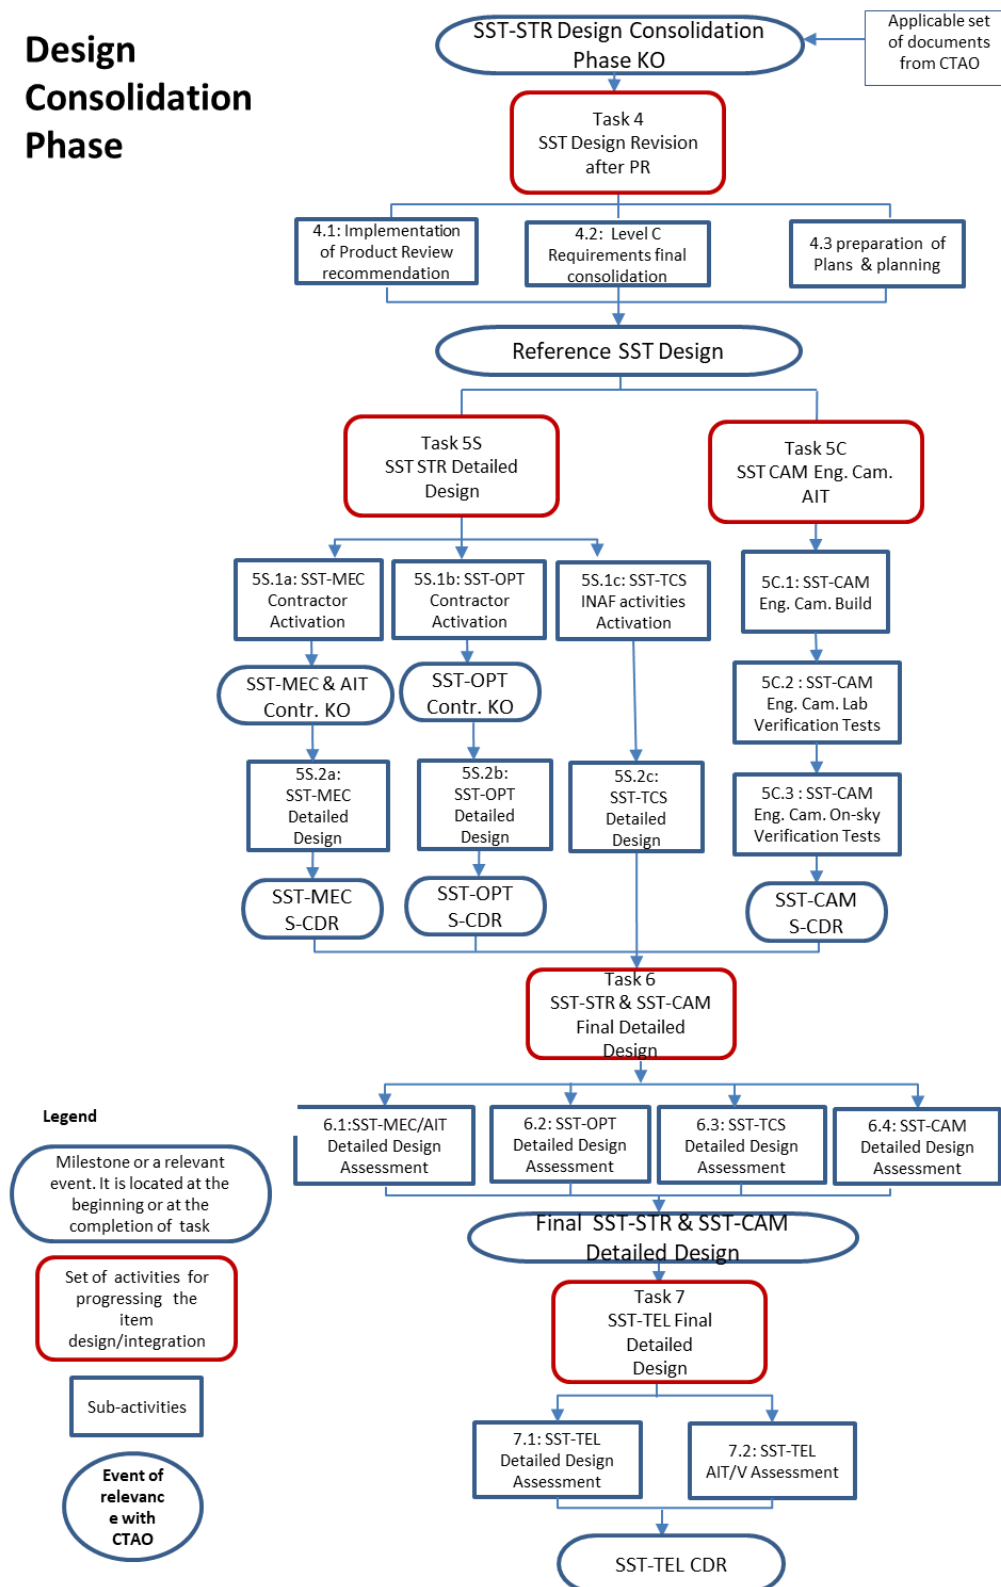 Design
Consolidation
Phase
SST-STR Design Consolidation
Phase KO
Applicable set
of documents
from CTAO
Task 4
SST Design Revision
after PR
4.1: Implementation
of Product Review
recommendation
4.2: Level C
Requirements final
consolidation
4.3 preparation of
Plans & planning
Reference SST Design
Task 5S
SST STR Detailed
Design
Task 5C
SST CAM Eng. Cam.
AIT
5S.1a: SST-MEC
Contractor
Activation
5S.1b: SST-OPT
Contractor
Activation
5S.1c: SST-TCS
INAF activities
Activation
5C.1: SST-CAM
Eng. Cam. Build
SST-MEC & AIT
Contr. KO
SST-OPT
Contr. KO
5C.2 : SST-CAM
Eng. Cam. Lab
Verification Tests
5S.2a:
SST-MEC
Detailed
Design
5S.2b:
SST-OPT
Detailed
Design
5S.2c:
SST-TCS
Detailed
Design
5C.3 : SST-CAM
Eng. Cam. On-sky
Verification Tests
SST-MEC
S-CDR
SST-OPT
S-CDR
SST-CAM
S-CDR
Task 6
SST-STR & SST-CAM
Final Detailed
Design
6.1:SST-MEC/AIT
Detailed Design
Assessment
6.2: SST-OPT
Detailed Design
Assessment
6.3: SST-TCS
Detailed Design
Assessment
6.4: SST-CAM
Detailed Design
Assessment
Final SST-STR & SST-CAM
Detailed Design
Task 7
SST-TEL Final
Detailed
Design
7.1: SST-TEL
Detailed Design
Assessment
7.2: SST-TEL
AIT/V Assessment
SST-TEL CDR
Legend
Milestone or a relevant
event. It is located at the
beginning or at the
completion of task
Set of activities for
progressing the
item
design/integration
Sub-activities
Event of
relevanc
e with
CTAO